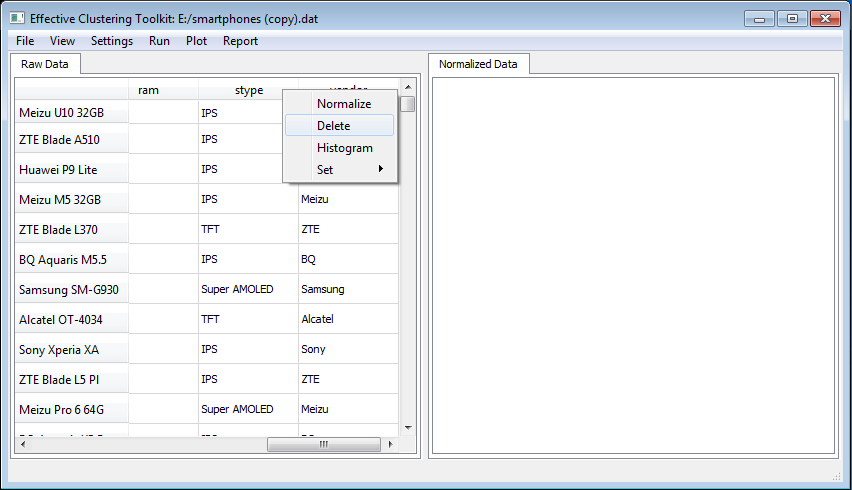 Effective Clustering Toolkit: E:/smartphones (copy).dat
File View Settings Run Plot Report
Raw Data
Normalized Data
ram stype vendor
Meizu U10 32GB IPS
ZTE Blade A510 IPS
Huawei P9 Lite IPS
Meizu M5 32GB IPS Meizu
ZTE Blade L370 TFT ZTE
BQ Aquaris M5.5 IPS BQ
Samsung SM-G930 Super AMOLED Samsung
Alcatel OT-4034 TFT Alcatel
Sony Xperia XA IPS Sony
ZTE Blade L5 Pl IPS ZTE
Meizu Pro 6 64G Super AMOLED Meizu
Normalize
Delete
Histogram
Set